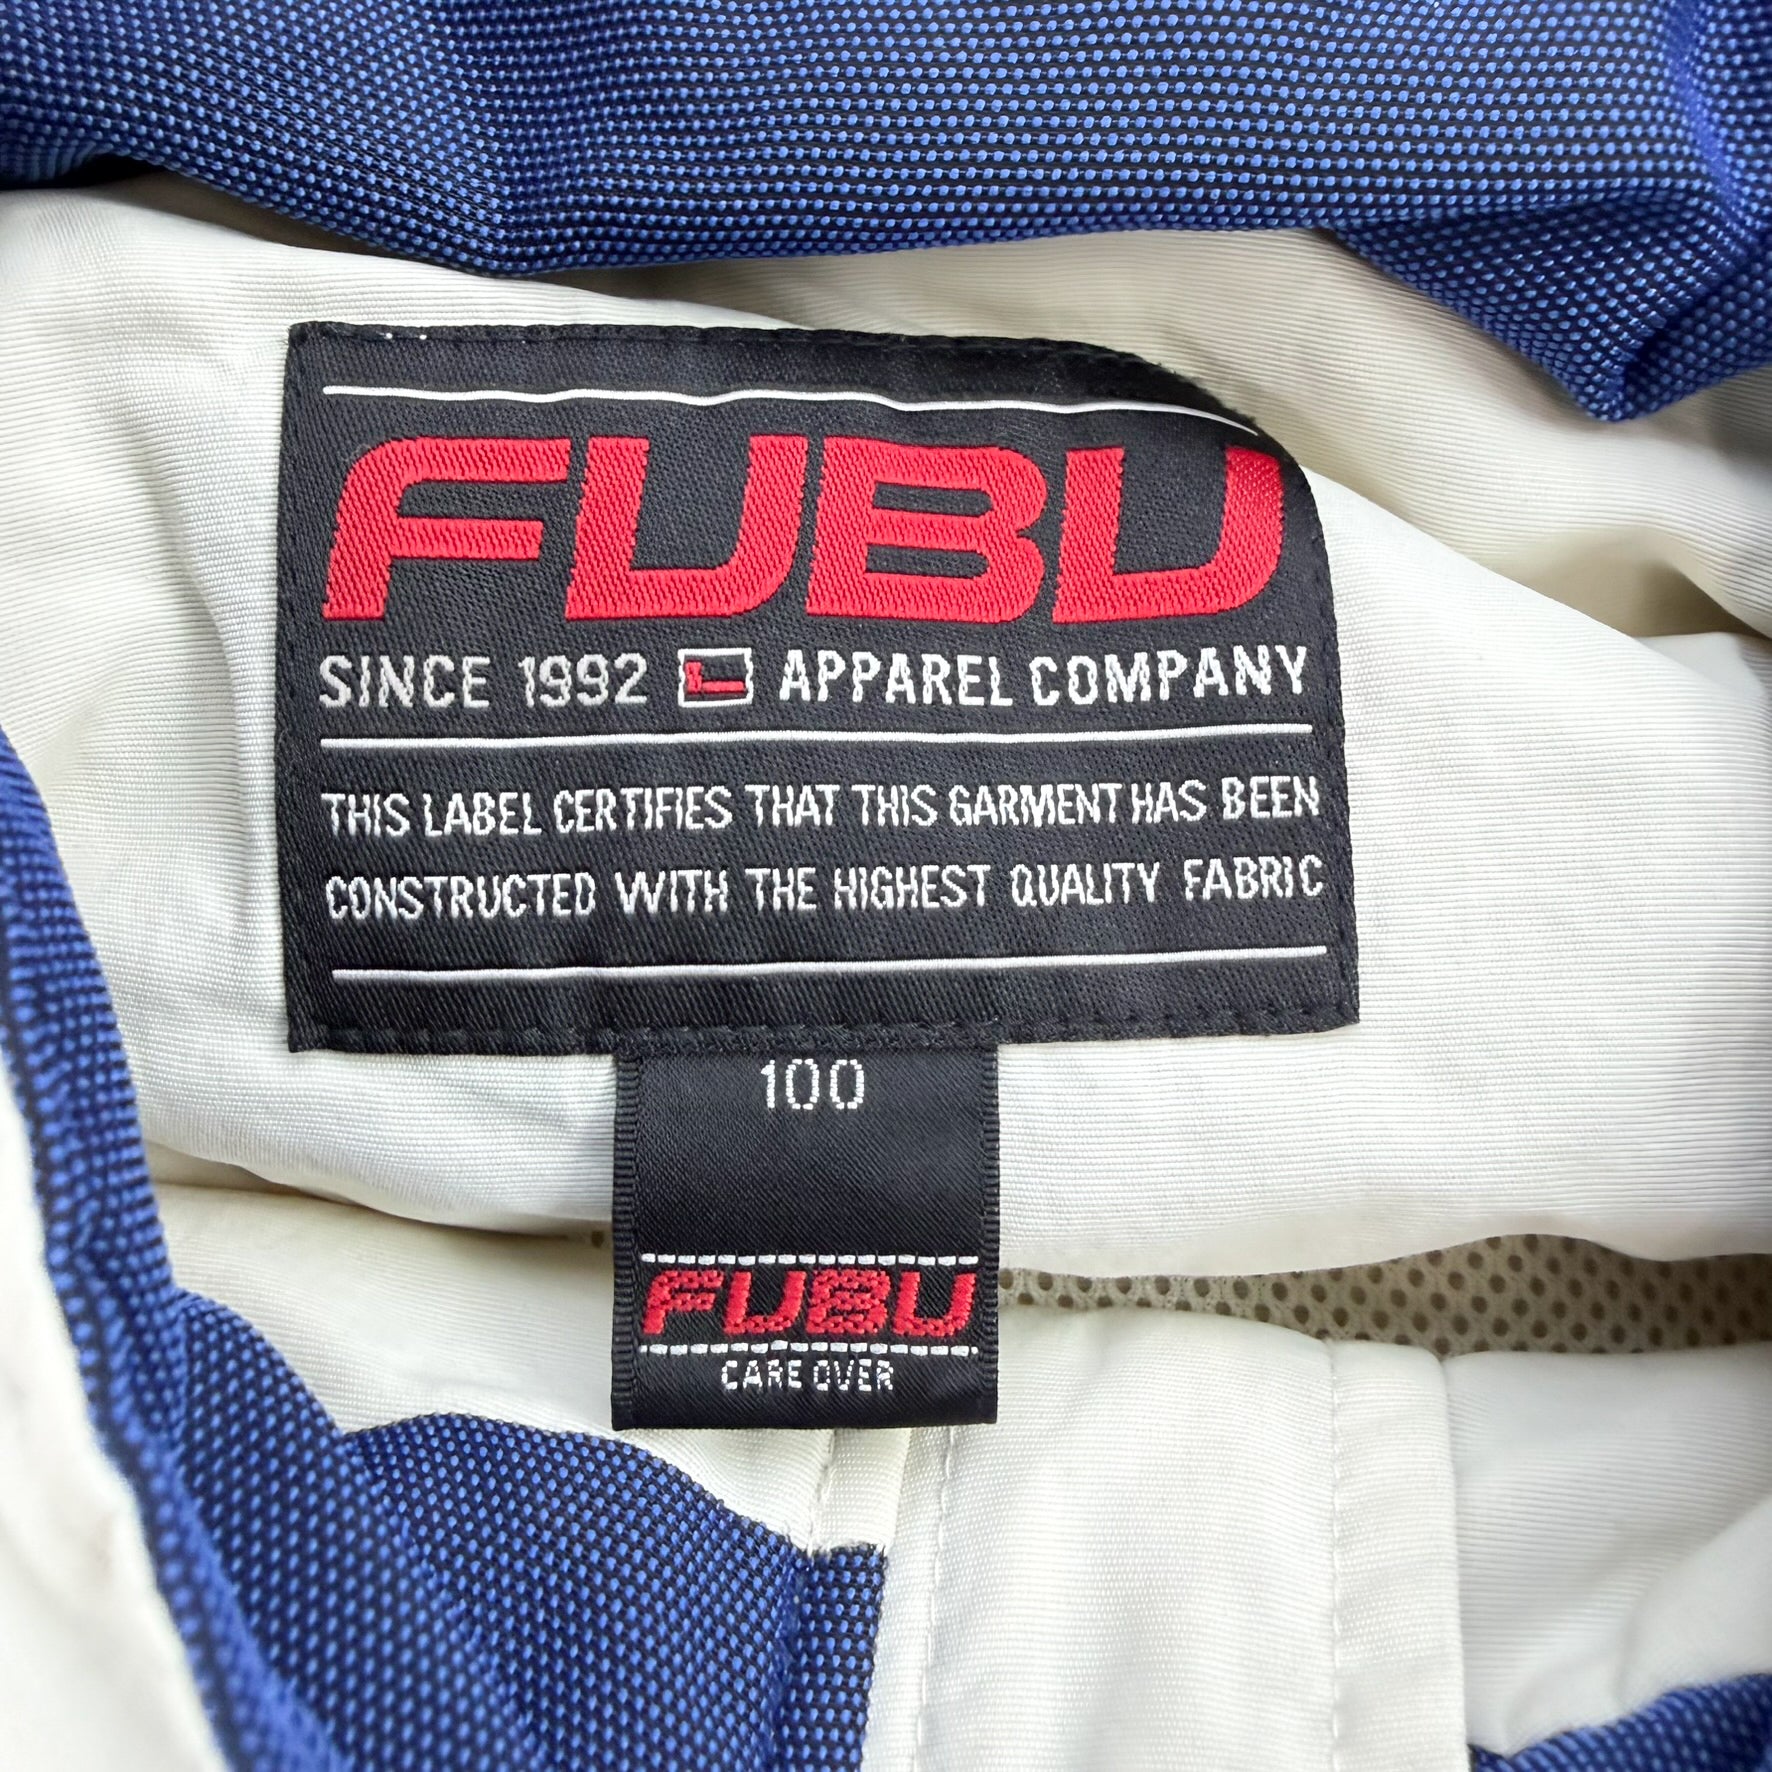 FUBU
SINCE 1992 APPAREL COMPANY
THIS LABEL CERTIFIES THAT THIS GARMENT HAS BEEN
CONSTRUCTED WITH THE HIGHEST QUALITY FABRIC
100
FUBU
CARE OVER